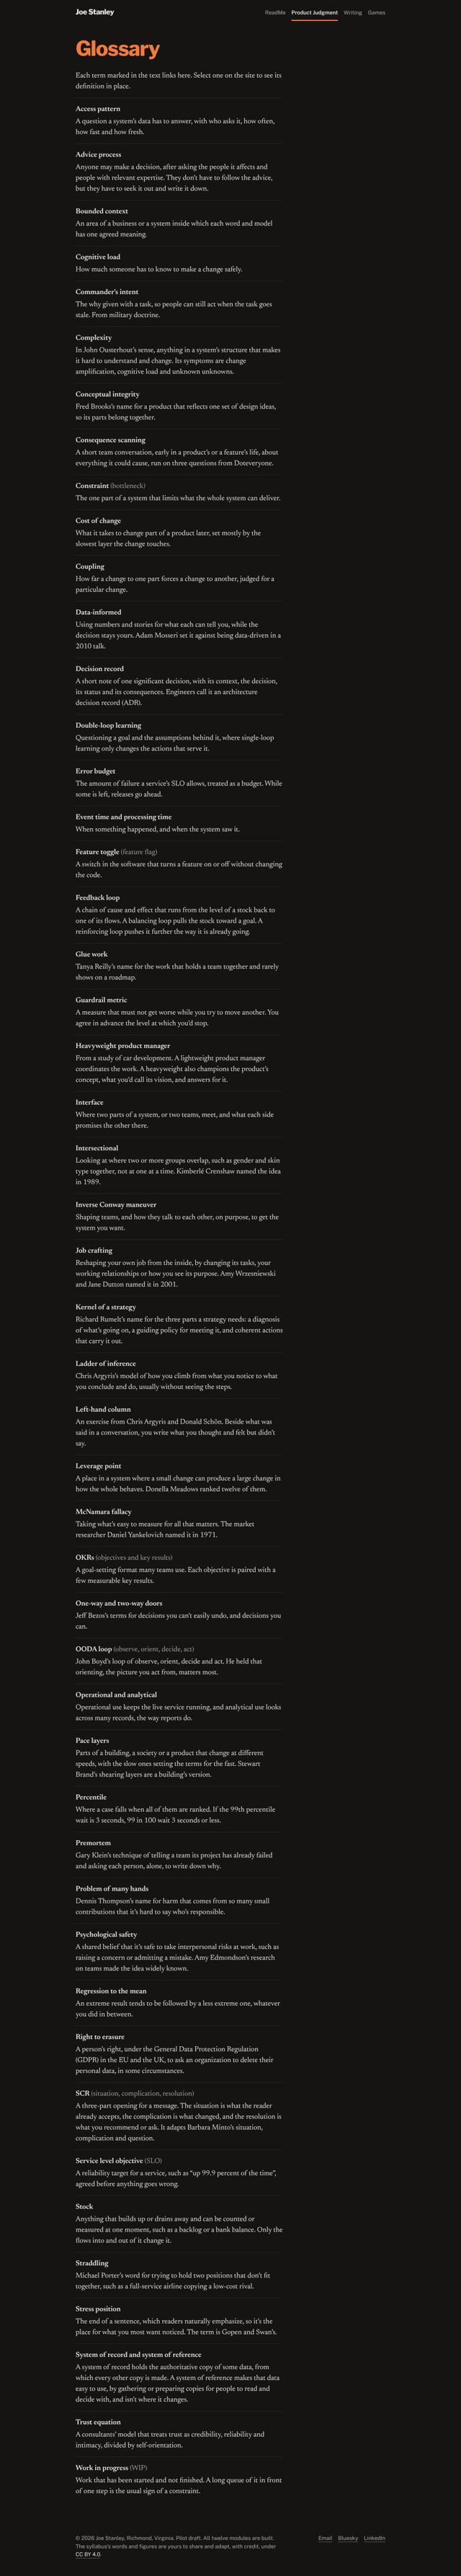 Joe Stanley
ReadMe Product Judgment Writing Games
Glossary
Each term marked in the text links here. Select one on the site to see its
definition in place.
Access pattern
A question a system's data has to answer, with who asks it, how often,
how fast and how fresh.
Advice process
Anyone may make a decision, after asking the people it affects and
people with relevant expertise. They don't have to follow the advice,
but they have to seek it out and write it down.
Bounded context
An area of a business or a system inside which each word and model
has one agreed meaning.
Cognitive load
How much someone has to know to make a change safely.
Commander's intent
The why given with a task, so people can still act when the task goes
stale. From military doctrine.
Complexity
In John Ousterhout's sense, anything in a system's structure that makes
it hard to understand and change. Its symptoms are change
amplification, cognitive load and unknown unknowns.
Conceptual integrity
Fred Brooks's name for a product that reflects one set of design ideas,
so its parts belong together.
Consequence scanning
A short team conversation, early in a product's or a feature's life, about
everything it could cause, run on three questions from Doteveryone.
Constraint (bottleneck)
The one part of a system that limits what the whole system can deliver.
Cost of change
What it takes to change part of a product later, set mostly by the
slowest layer the change touches.
Coupling
How far a change to one part forces a change to another, judged for a
particular change.
Data-informed
Using numbers and stories for what each can tell you, while the
decision stays yours. Adam Mosseri set it against being data-driven in a
2010 talk.
Decision record
A short note of one significant decision, with its context, the decision,
its status and its consequences. Engineers call it an architecture
decision record (ADR).
Double-loop learning
Questioning a goal and the assumptions behind it, where single-loop
learning only changes the actions that serve it.
Error budget
The amount of failure a service's SLO allows, treated as a budget. While
some is left, releases go ahead.
Event time and processing time
When something happened, and when the system saw it.
Feature toggle (feature flag)
A switch in the software that turns a feature on or off without changing
the code.
Feedback loop
A chain of cause and effect that runs from the level of a stock back to
one of its flows. A balancing loop pulls the stock toward a goal. A
reinforcing loop pushes it further the way it is already going.
Glue work
Tanya Reilly's name for the work that holds a team together and rarely
shows on a roadmap.
Guardrail metric
A measure that must not get worse while you try to move another. You
agree in advance the level at which you'd stop.
Heavyweight product manager
From a study of car development. A lightweight product manager
coordinates the work. A heavyweight also champions the product's
concept, what you'd call its vision, and answers for it.
Interface
Where two parts of a system, or two teams, meet, and what each side
promises the other there.
Intersectional
Looking at where two or more groups overlap, such as gender and skin
type together, not at one at a time. Kimberlé Crenshaw named the idea
in 1989.
Inverse Conway maneuver
Shaping teams, and how they talk to each other, on purpose, to get the
system you want.
Job crafting
Reshaping your own job from the inside, by changing its tasks, your
working relationships or how you see its purpose. Amy Wrzesniewski
and Jane Dutton named it in 2001.
Kernel of a strategy
Richard Rumelt's name for the three parts a strategy needs: a diagnosis
of what's going on, a guiding policy for meeting it, and coherent actions
that carry it out.
Ladder of inference
Chris Argyris's model of how you climb from what you notice to what
you conclude and do, usually without seeing the steps.
Left-hand column
An exercise from Chris Argyris and Donald Schön. Beside what was
said in a conversation, you write what you thought and felt but didn't
say.
Leverage point
A place in a system where a small change can produce a large change in
how the whole behaves. Donella Meadows ranked twelve of them.
McNamara fallacy
Taking what's easy to measure for all that matters. The market
researcher Daniel Yankelovich named it in 1971.
OKRs (objectives and key results)
A goal-setting format many teams use. Each objective is paired with a
few measurable key results.
One-way and two-way doors
Jeff Bezos's terms for decisions you can't easily undo, and decisions you
can.
OODA loop (observe, orient, decide, act)
John Boyd's loop of observe, orient, decide and act. He held that
orienting, the picture you act from, matters most.
Operational and analytical
Operational use keeps the live service running, and analytical use looks
across many records, the way reports do.
Pace layers
Parts of a building, a society or a product that change at different
speeds, with the slow ones setting the terms for the fast. Stewart
Brand's shearing layers are a building's version.
Percentile
Where a case falls when all of them are ranked. If the 99th percentile
wait is 3 seconds, 99 in 100 wait 3 seconds or less.
Premortem
Gary Klein's technique of telling a team its project has already failed
and asking each person, alone, to write down why.
Problem of many hands
Dennis Thompson's name for harm that comes from so many small
contributions that it's hard to say who's responsible.
Psychological safety
A shared belief that it's safe to take interpersonal risks at work, such as
raising a concern or admitting a mistake. Amy Edmondson's research
on teams made the idea widely known.
Regression to the mean
An extreme result tends to be followed by a less extreme one, whatever
you did in between.
Right to erasure
A person's right, under the General Data Protection Regulation
(GDPR) in the EU and the UK, to ask an organization to delete their
personal data, in some circumstances.
SCR (situation, complication, resolution)
A three-part opening for a message. The situation is what the reader
already accepts, the complication is what changed, and the resolution is
what you recommend or ask. It adapts Barbara Minto's situation,
complication and question.
Service level objective (SLO)
A reliability target for a service, such as “up 99.9 percent of the time”,
agreed before anything goes wrong.
Stock
Anything that builds up or drains away and can be counted or
measured at one moment, such as a backlog or a bank balance. Only the
flows into and out of it change it.
Straddling
Michael Porter's word for trying to hold two positions that don't fit
together, such as a full-service airline copying a low-cost rival.
Stress position
The end of a sentence, which readers naturally emphasize, so it's the
place for what you most want noticed. The term is Gopen and Swan's.
System of record and system of reference
A system of record holds the authoritative copy of some data, from
which every other copy is made. A system of reference makes that data
easy to use, by gathering or preparing copies for people to read and
decide with, and isn't where it changes.
Trust equation
A consultants' model that treats trust as credibility, reliability and
intimacy, divided by self-orientation.
Work in progress (WIP)
Work that has been started and not finished. A long queue of it in front
of one step is the usual sign of a constraint.
© 2026 Joe Stanley, Richmond, Virginia. Pilot draft. All twelve modules are built.
The syllabus's words and figures are yours to share and adapt, with credit, under
CC BY 4.0.
Email Bluesky LinkedIn